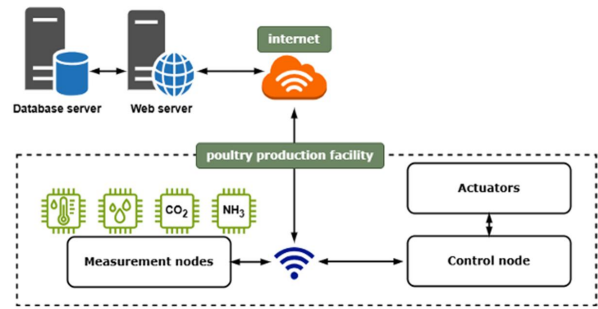 internet
Database server
Web server
poultry production facility
CO2
NH3
Actuators
Measurement nodes
Control node